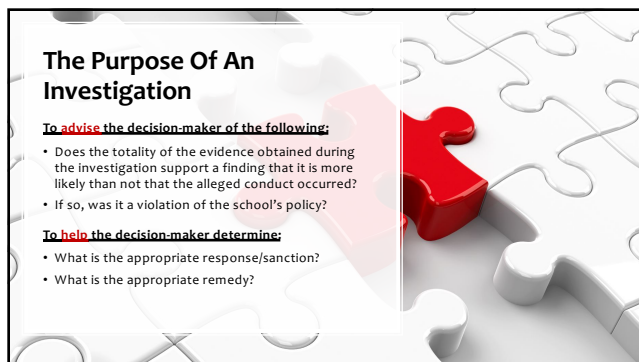 The Purpose Of An
Investigation
To advise the decision-maker of the following:
• Does the totality of the evidence obtained during
the investigation support a finding that it is more
likely than not that the alleged conduct occurred?
• If so, was it a violation of the school's policy?
To help the decision-maker determine:
• What is the appropriate response/sanction?
• What is the appropriate remedy?